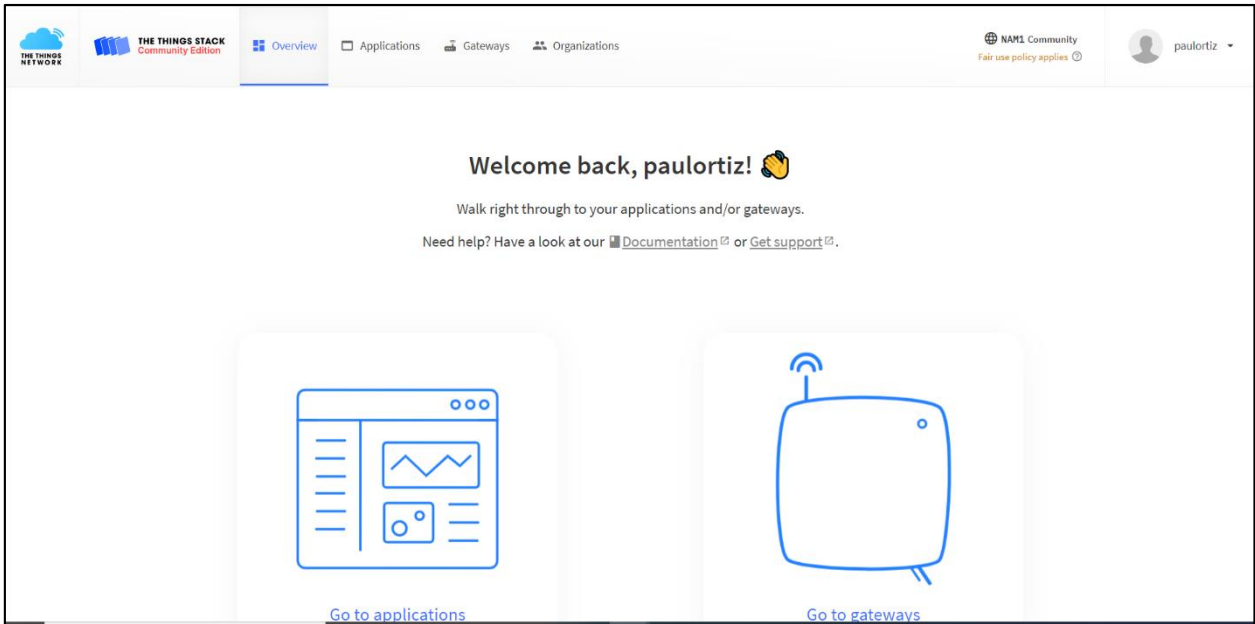 THE THINGS
NETWORK
THE THINGS STACK
Community Edition
Overview
Applications
Gateways
Organizations
NAM1 Community
Fair use policy applies
paulortiz
Welcome back, paulortiz! 👋
Walk right through to your applications and/or gateways.
Need help? Have a look at our Documentation or Get support.
Go to applications
Go to gateways